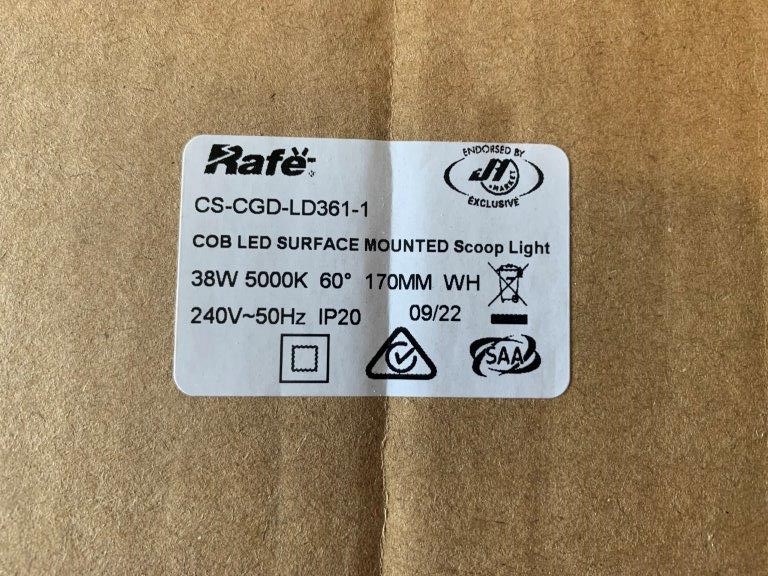 Rafe
ENDORSED BY
JH
MARKET
EXCLUSIVE
CS-CGD-LD361-1
COB LED SURFACE MOUNTED Scoop Light
38W 5000K 60° 170MM WH
240V~50Hz IP20 09/22
SAA